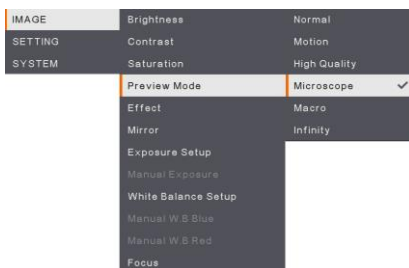 IMAGE
SETTING
SYSTEM
Brightness
Contrast
Saturation
Preview Mode
Effect
Mirror
Exposure Setup
Manual Exposure
White Balance Setup
Manual W.B Blue
Manual W.B Red
Focus
Normal
Motion
High Quality
Microscope
Macro
Infinity